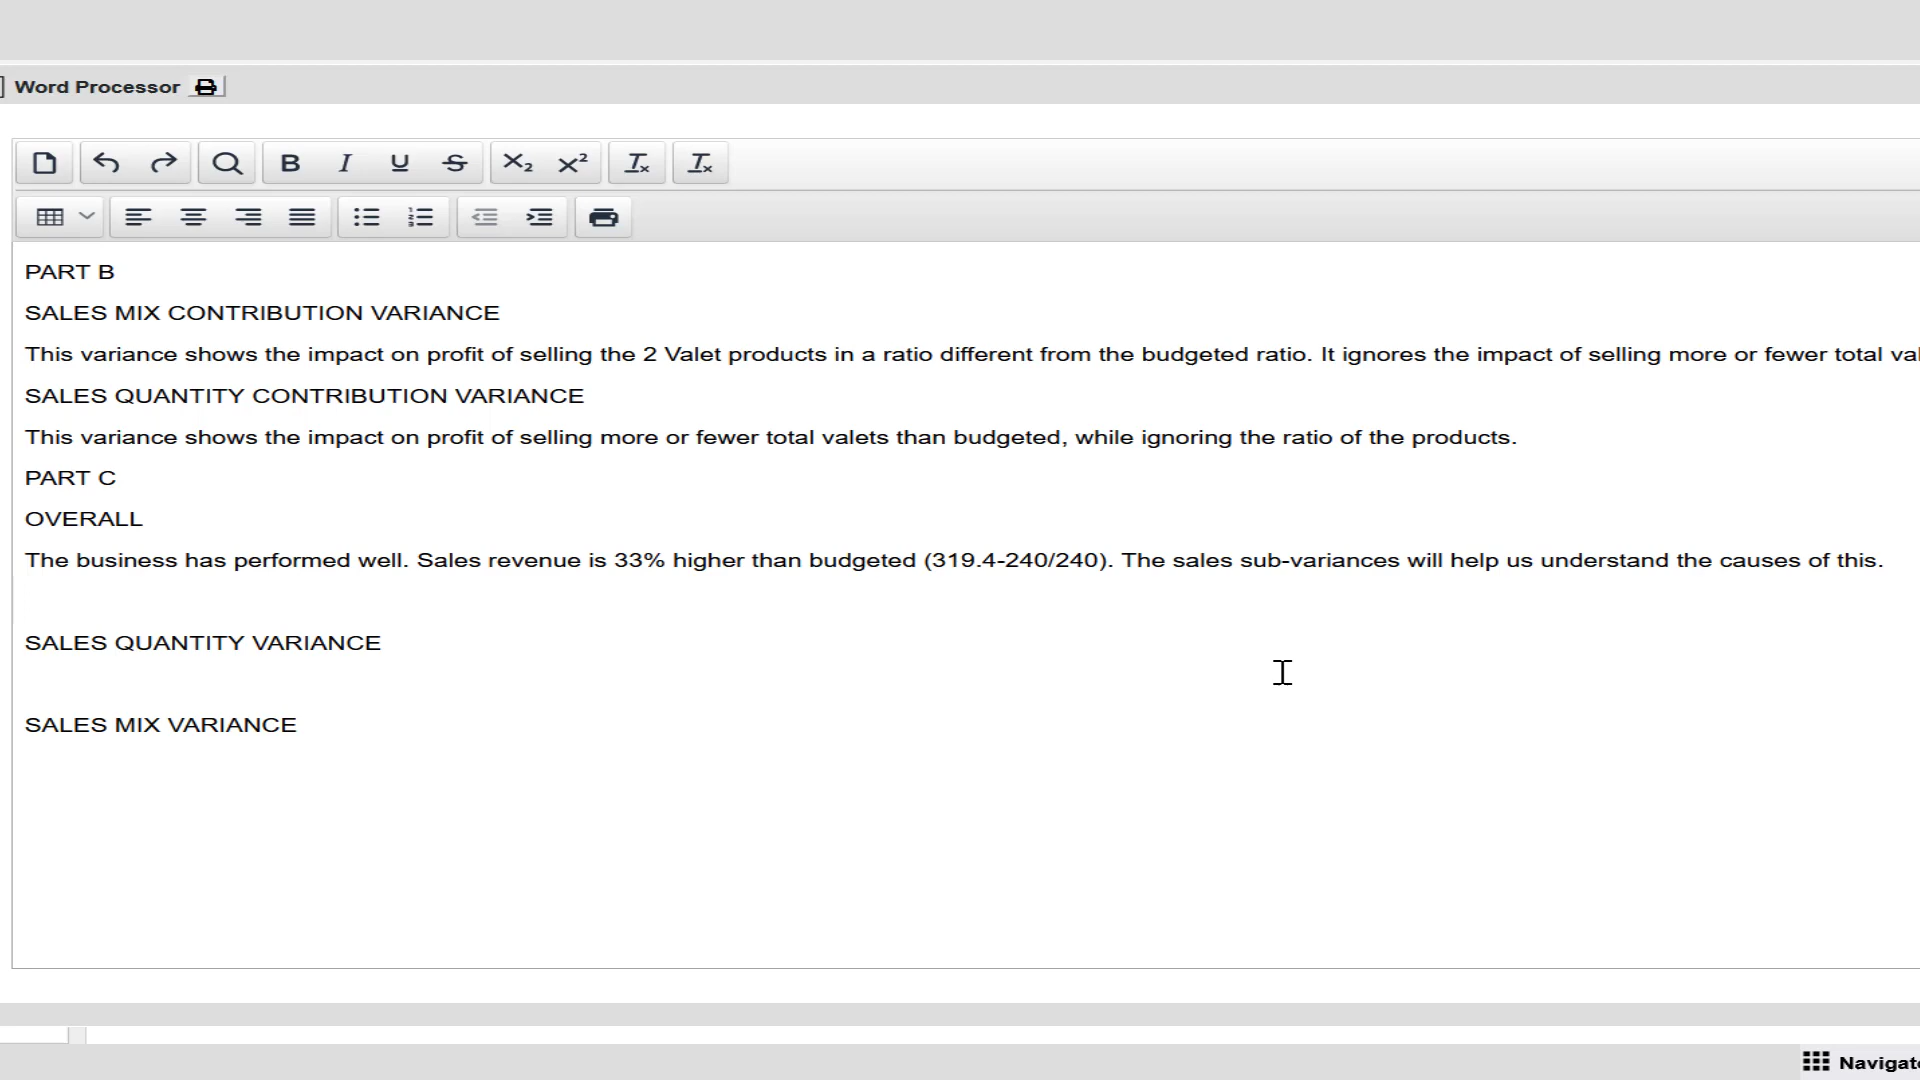 Word Processor
PART B
SALES MIX CONTRIBUTION VARIANCE
This variance shows the impact on profit of selling the 2 Valet products in a ratio different from the budgeted ratio. It ignores the impact of selling more or fewer total
SALES QUANTITY CONTRIBUTION VARIANCE
This variance shows the impact on profit of selling more or fewer total valets than budgeted, while ignoring the ratio of the products.
PART C
OVERALL
The business has performed well. Sales revenue is 33% higher than budgeted (319.4-240/240). The sales sub-variances will help us understand the causes of this.
SALES QUANTITY VARIANCE
SALES MIX VARIANCE